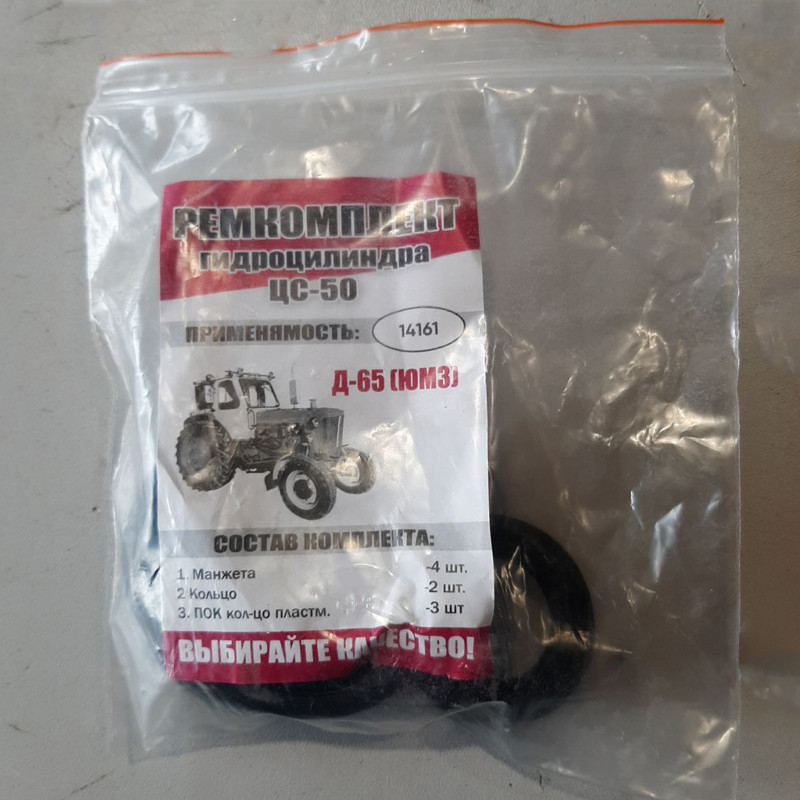 РЕМКОМПЛЕКТ
гидроцилиндра
ЦС-50
ПРИМЕНЯМОСТЬ: 14161
Д-65 (ЮМЗ)
СОСТАВ КОМПЛЕКТА:
1. Манжета -4 шт.
2 Кольцо -2 шт.
3. ПОК кол-цо пластм. -3 шт
ВЫБИРАЙТЕ КАЧЕСТВО!